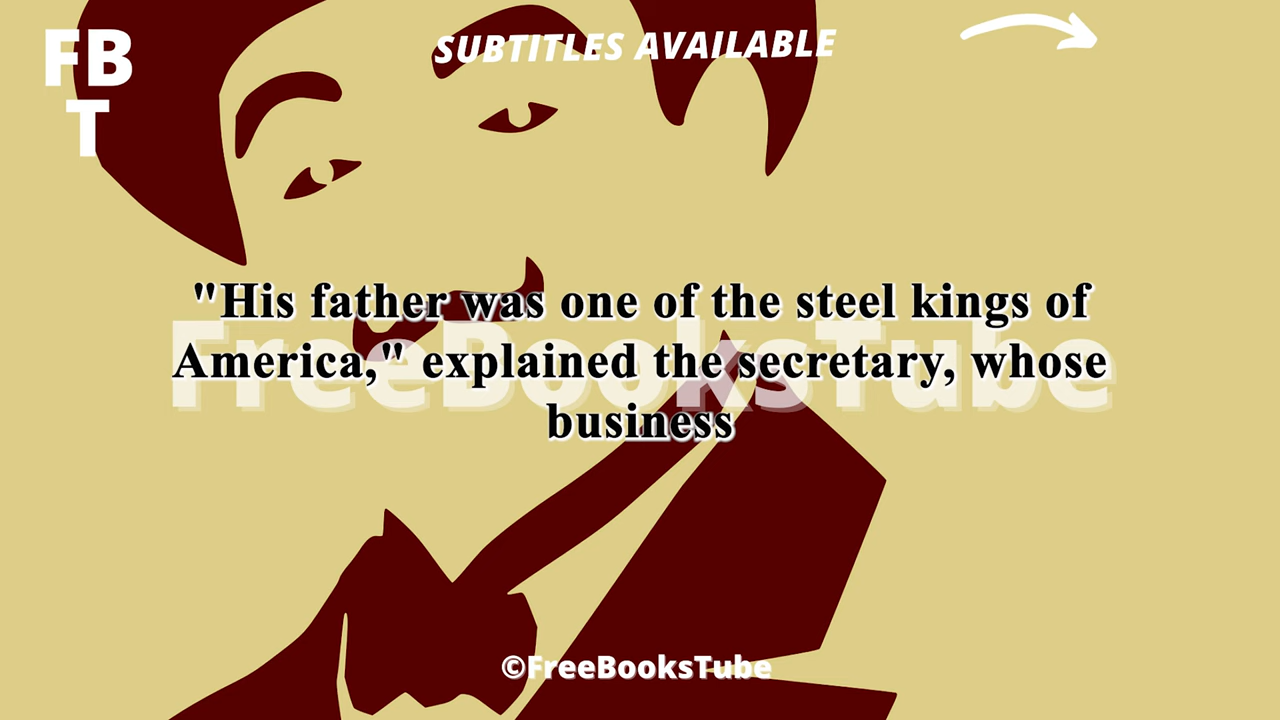 FB
T
SUBTITLES AVAILABLE
"His father was one of the steel kings of
America," explained the secretary, whose
business
FreeBooksTube
©FreeBooksTube